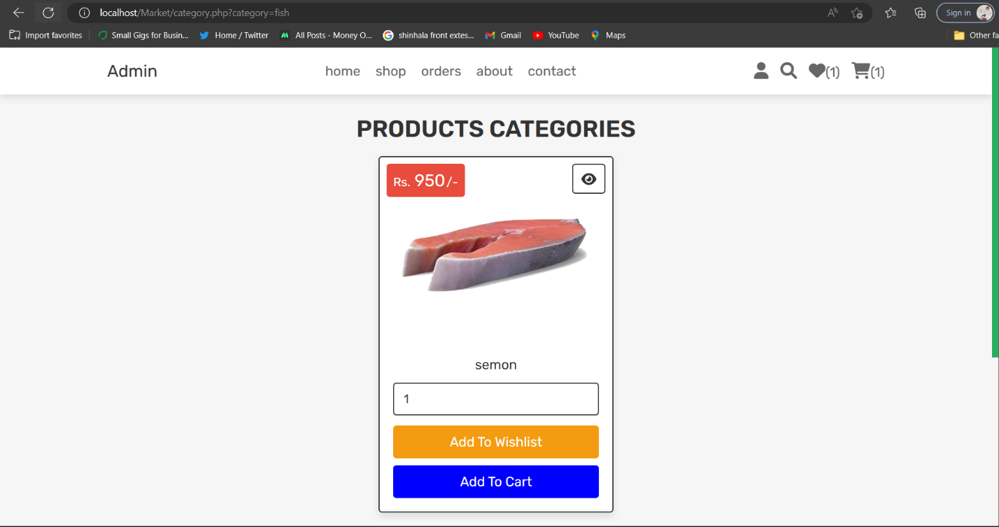 localhost/Market/category.php?category=fish
Sign in
Import favorites
Small Gigs for Busin...
Home / Twitter
All Posts - Money O...
shinhala front extes...
Gmail
YouTube
Maps
Other fa
Admin
home
shop
orders
about
contact
(1)
(1)
PRODUCTS CATEGORIES
Rs. 950/-
semon
1
Add To Wishlist
Add To Cart